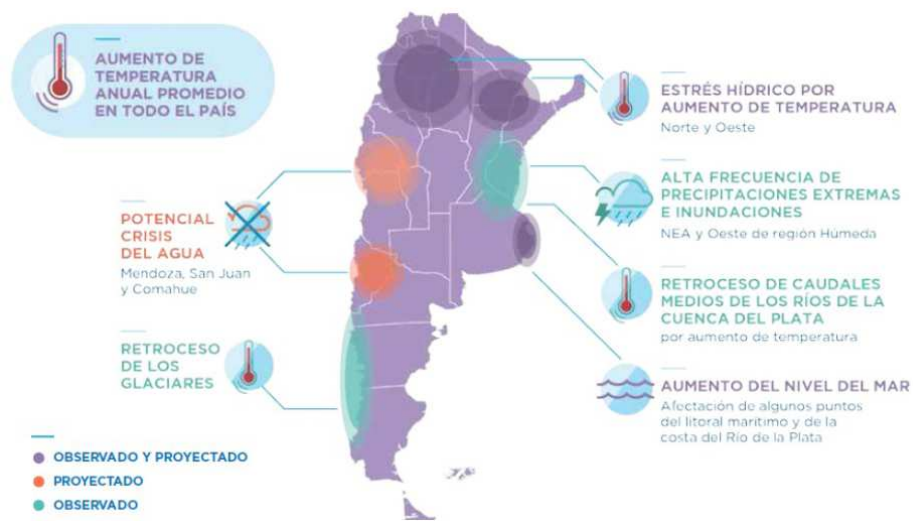 AUMENTO DE
TEMPERATURA
ANUAL PROMEDIO
EN TODO EL PAÍS
ESTRÉS HÍDRICO POR
AUMENTO DE TEMPERATURA
Norte y Oeste
ALTA FRECUENCIA DE
PRECIPITACIONES EXTREMAS
E INUNDACIONES
NEA y Oeste de región Húmeda
POTENCIAL
CRISIS
DEL AGUA
Mendoza, San Juan
y Comahue
RETROCESO DE CAUDALES
MEDIOS DE LOS RÍOS DE LA
CUENCA DEL PLATA
por aumento de temperatura
RETROCESO
DE LOS
GLACIARES
AUMENTO DEL NIVEL DEL MAR
Afectación de algunos puntos
del litoral marítimo y de la
costa del Río de la Plata
OBSERVADO Y PROYECTADO
PROYECTADO
OBSERVADO